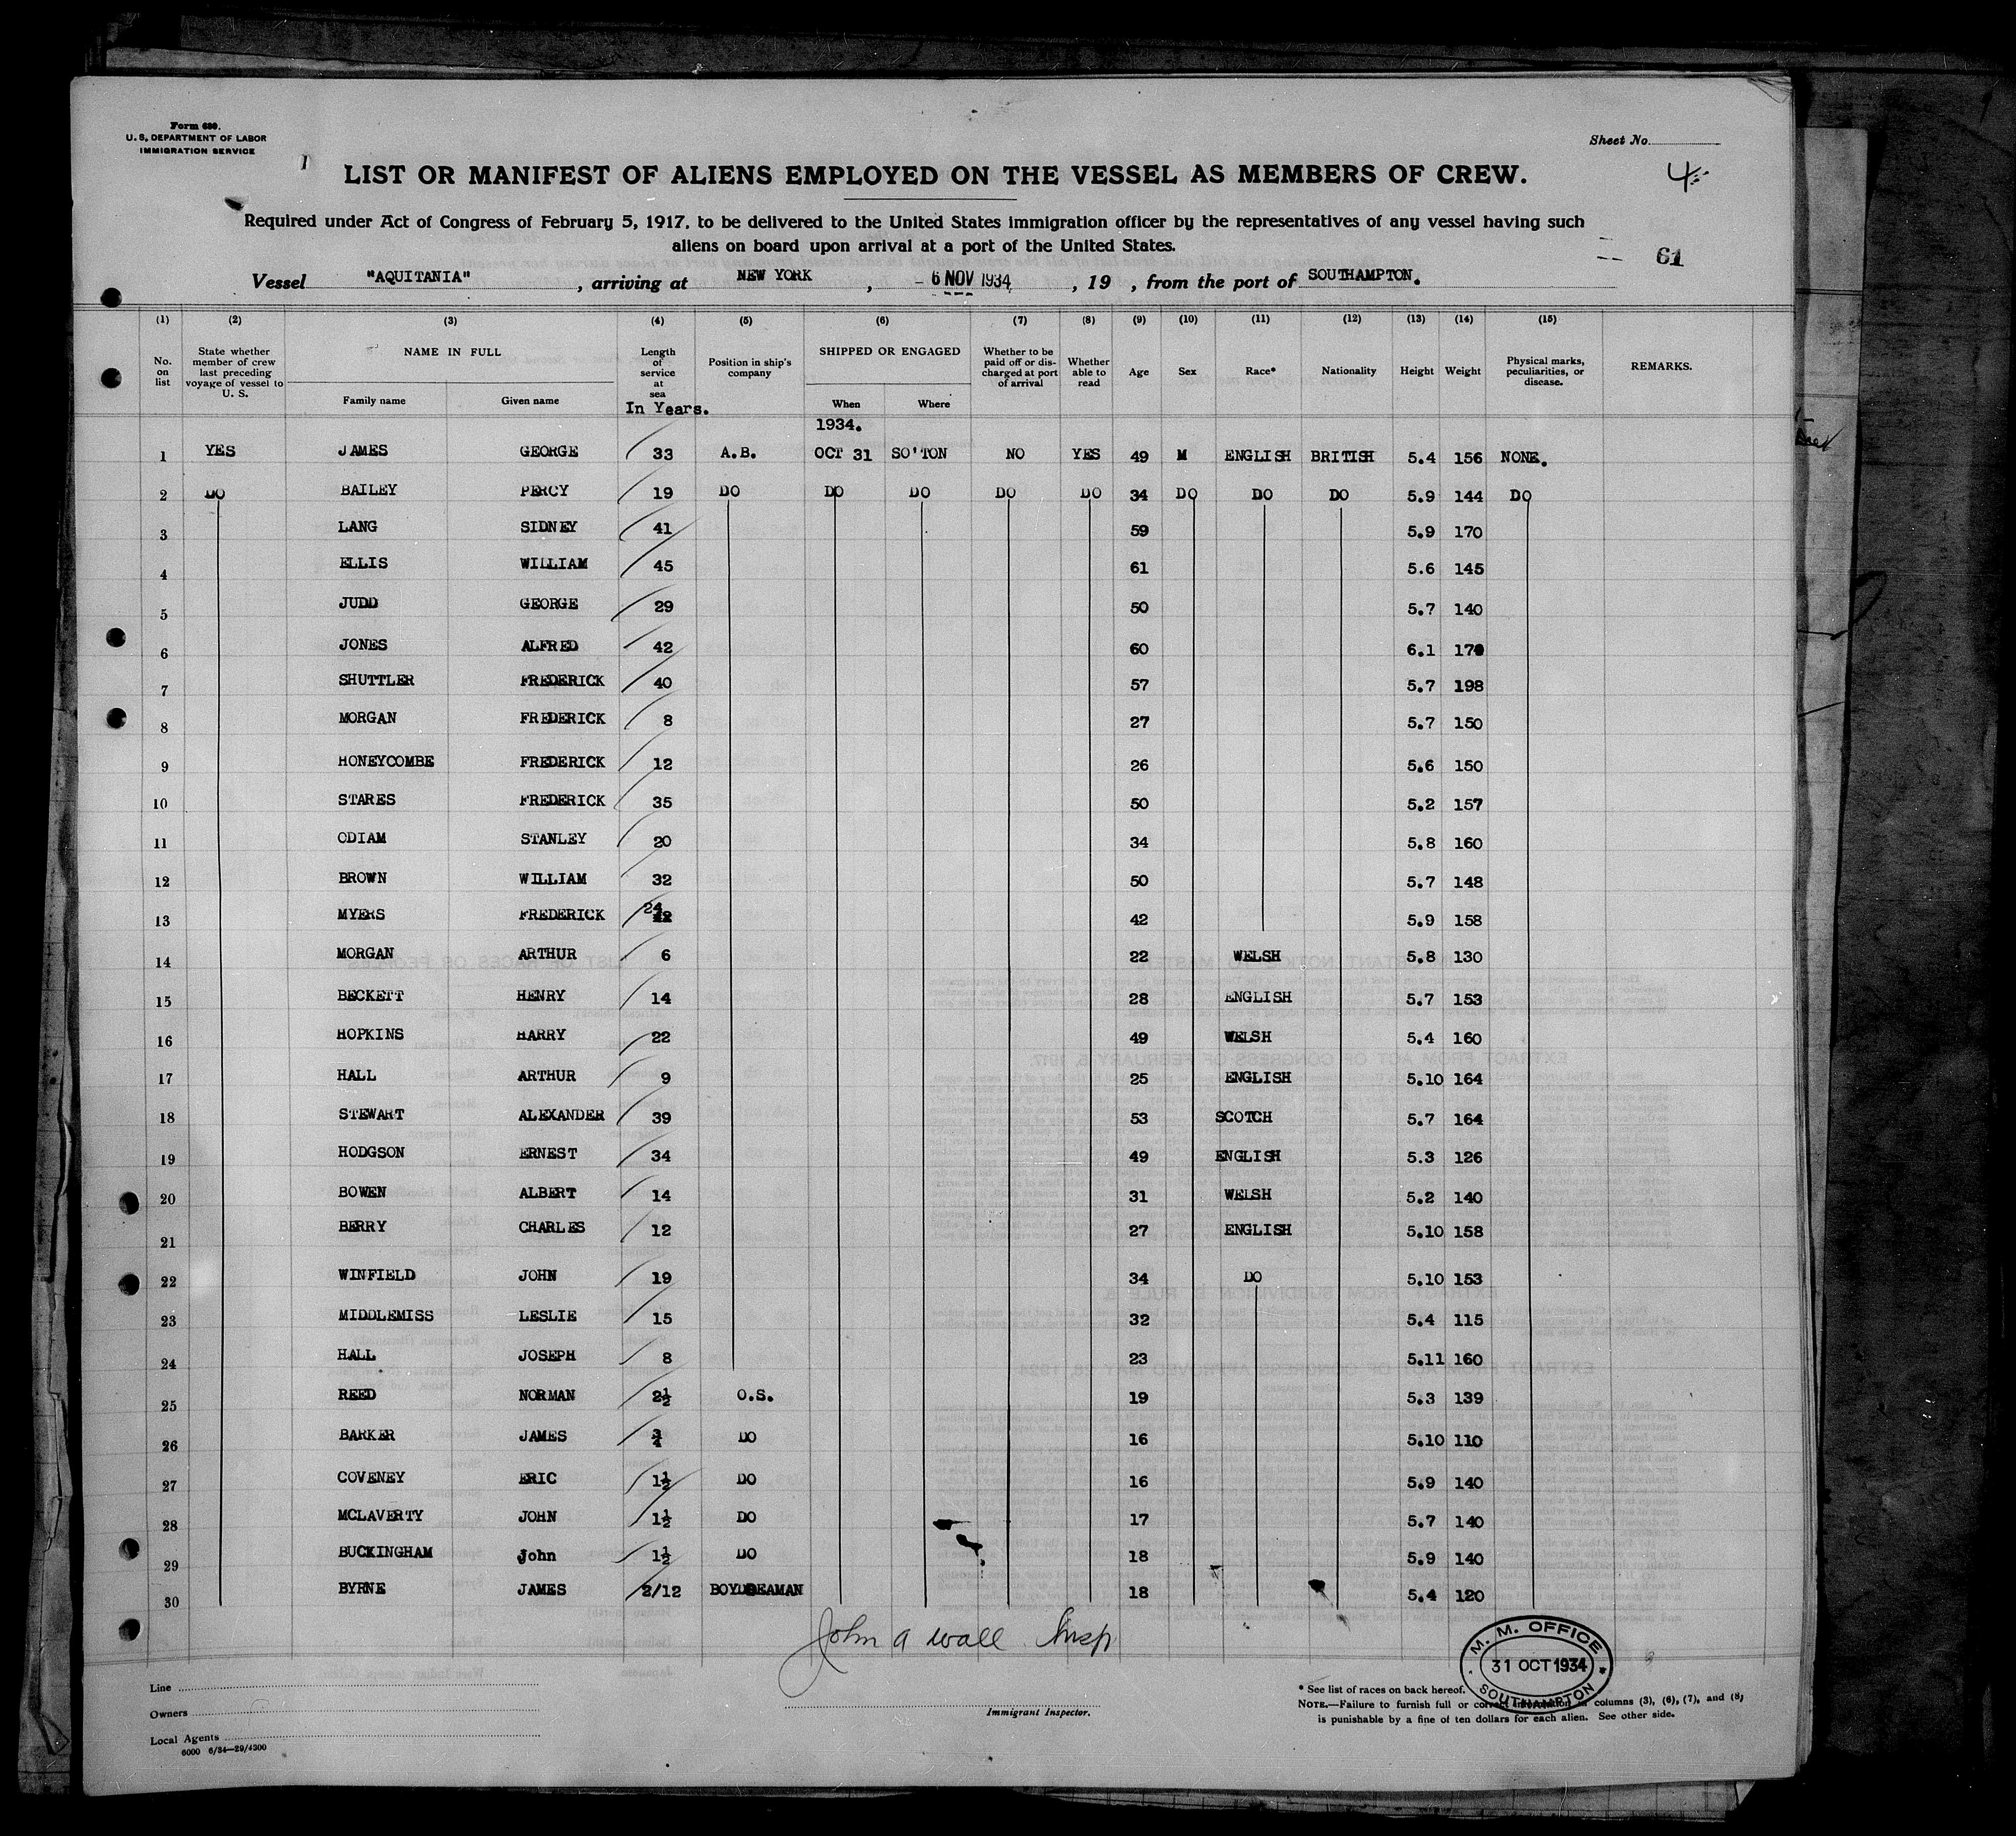 Form 680.
U. S. DEPARTMENT OF LABOR
IMMIGRATION SERVICE
Sheet No.
4
LIST OR MANIFEST OF ALIENS EMPLOYED ON THE VESSEL AS MEMBERS OF CREW.
Required under Act of Congress of February 5, 1917, to be delivered to the United States immigration officer by the representatives of any vessel having such
aliens on board upon arrival at a port of the United States.
61
Vessel "AQUITANIA", arriving at NEW YORK, 6 NOV 1934, 19 , from the port of SOUTHAMPTON.
(1) (2) (3) (4) (5) (6) (7) (8) (9) (10) (11) (12) (13) (14) (15)
No. on list
State whether member of crew last preceding voyage of vessel to U. S.
NAME IN FULL
Family name
Given name
Length of service at sea
In Years.
Position in ship's company
SHIPPED OR ENGAGED
When
Where
Whether to be paid off or discharged at port of arrival
Whether able to read
Age
Sex
Race*
Nationality
Height
Weight
Physical marks, peculiarities, or disease.
REMARKS.
1934.
1 YES JAMES GEORGE 33 A.B. OCT 31 SO'TON NO YES 49 M ENGLISH BRITISH 5.4 156 NONE.
2 DO BAILEY PERCY 19 DO DO DO DO DO 34 DO DO DO 5.9 144 DO
3 LANG SIDNEY 41 59 5.9 170
4 ELLIS WILLIAM 45 61 5.6 145
5 JUDD GEORGE 29 50 5.7 140
6 JONES ALFRED 42 60 6.1
7 SHUTTLER FREDERICK 40 57 5.7 198
8 MORGAN FREDERICK 8 27 5.7 150
9 HONEYCOMBE FREDERICK 12 26 5.6 150
10 STARES FREDERICK 35 50 5.2 157
11 ODIAM STANLEY 20 34 5.8 160
12 BROWN WILLIAM 32 50 5.7 148
13 MYERS FREDERICK 24 42 5.9 158
14 MORGAN ARTHUR 6 22 WELSH 5.8 130
15 BECKETT HENRY 14 28 ENGLISH 5.7 153
16 HOPKINS HARRY 22 49 WELSH 5.4 160
17 HALL ARTHUR 9 25 ENGLISH 5.10 164
18 STEWART ALEXANDER 39 53 SCOTCH 5.7 164
19 HODGSON ERNEST 34 49 ENGLISH 5.3 126
20 BOWEN ALBERT 14 31 WELSH 5.2 140
21 BERRY CHARLES 12 27 ENGLISH 5.10 158
22 WINFIELD JOHN 19 34 DO 5.10 153
23 MIDDLEMISS LESLIE 15 32 5.4 115
24 HALL JOSEPH 8 23 5.11 160
25 REED NORMAN 2½ O.S. 19 5.3 139
26 BARKER JAMES ¾ DO 16 5.10 110
27 COVENEY ERIC 1½ DO 16 5.9 140
28 MCLAVERTY JOHN 1½ DO 17 5.7 140
29 BUCKINGHAM John 1½ DO 18 5.9 140
30 BYRNE JAMES 2/12 18 5.4 120
John A Wall Insp
Immigrant Inspector.
M. M. OFFICE
31 OCT 1934
SOUTHAMPTON
Line
Owners
Local Agents
6000 6/34—29/4300
* See list of races on back hereof.
NOTE.—Failure to furnish full or correct information in columns (3), (6), (7), and (8)
is punishable by a fine of ten dollars for each alien. See other side.